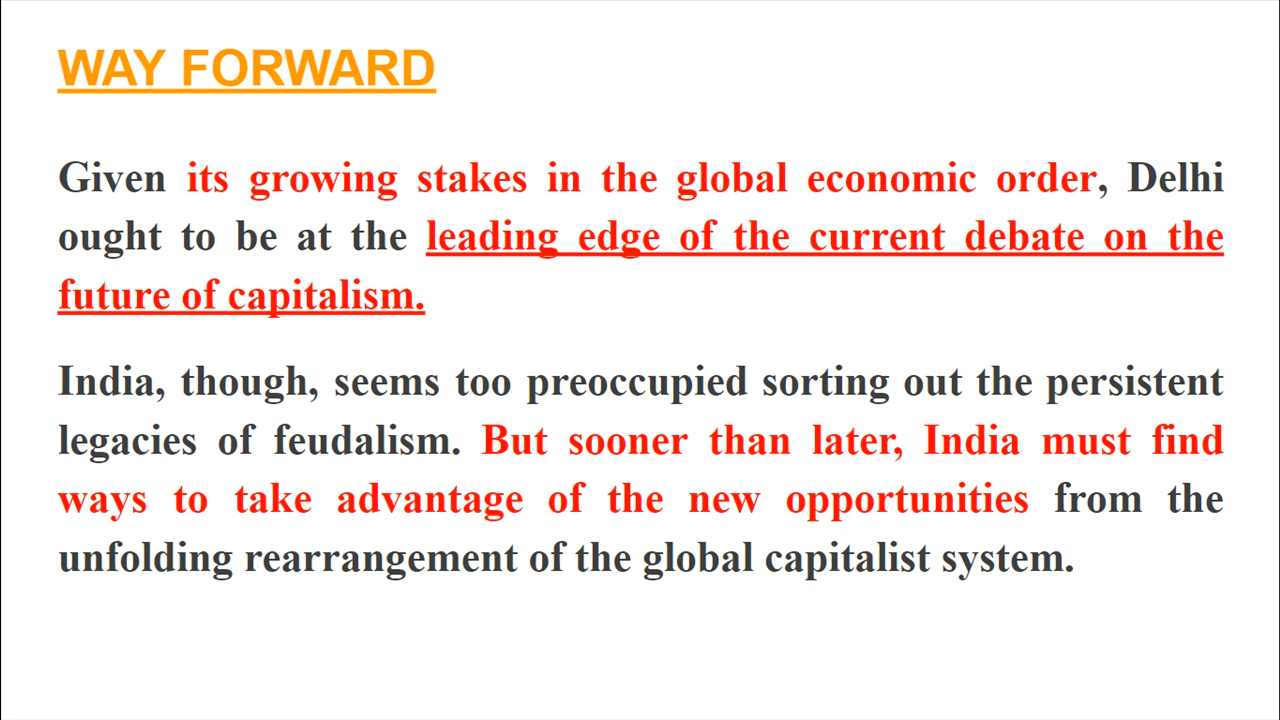 WAY FORWARD
Given its growing stakes in the global economic order, Delhi
ought to be at the leading edge of the current debate on the
future of capitalism.
India, though, seems too preoccupied sorting out the persistent
legacies of feudalism. But sooner than later, India must find
ways to take advantage of the new opportunities from the
unfolding rearrangement of the global capitalist system.